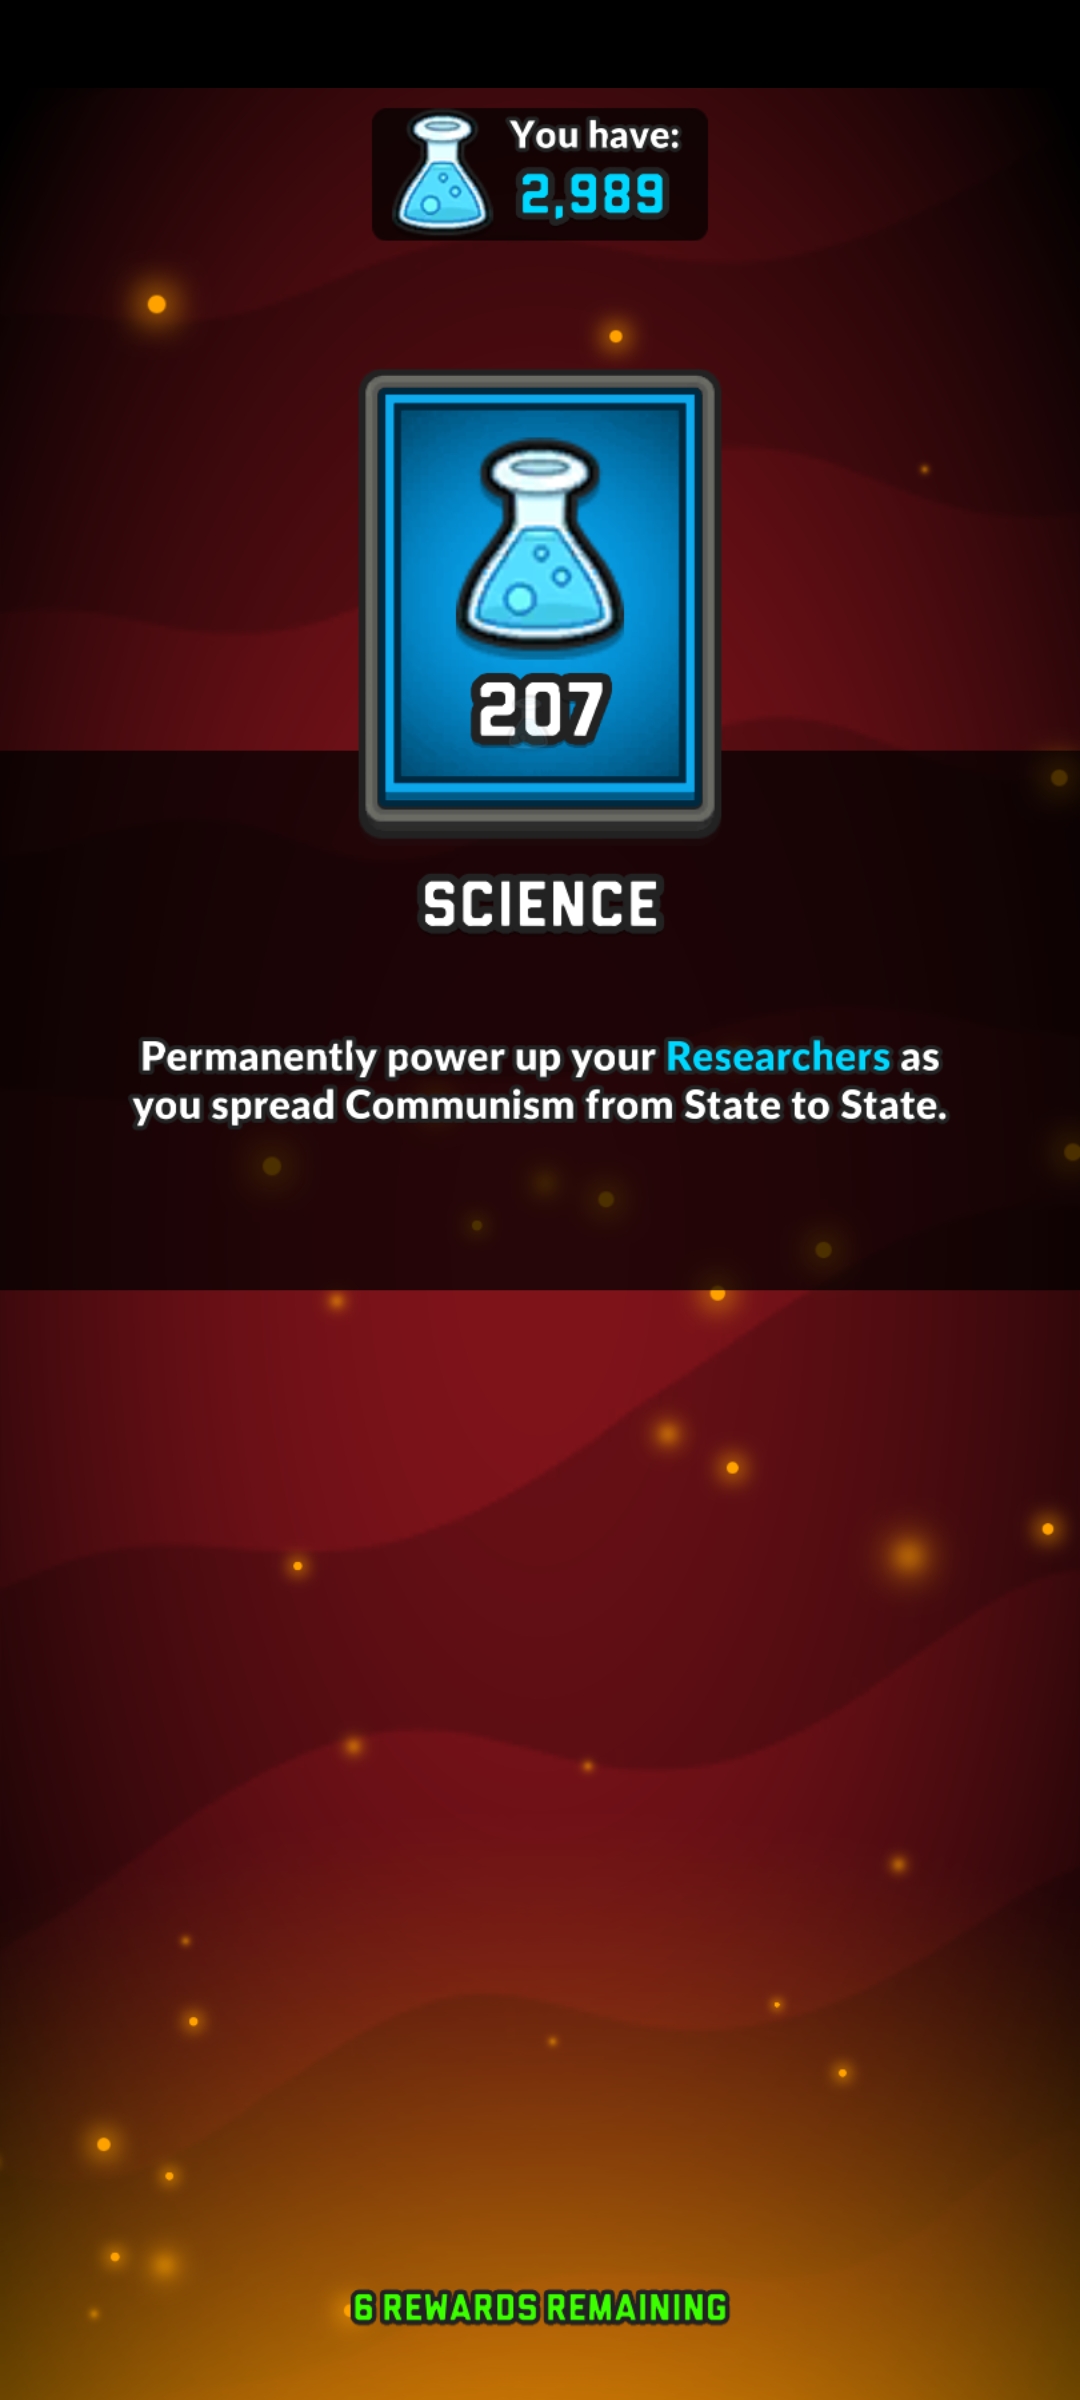 You have:
2,989
207
SCIENCE
Permanently power up your Researchers as
you spread Communism from State to State.
6 REWARDS REMAINING